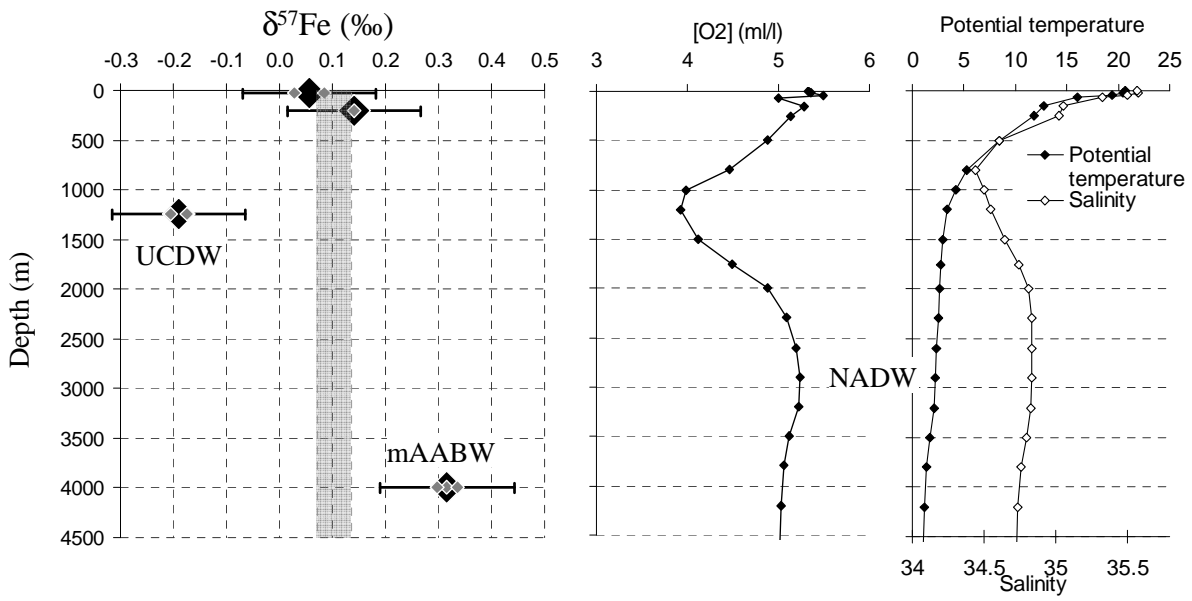 δ⁵⁷Fe (‰)
-0.3 -0.2 -0.1 0.0 0.1 0.2 0.3 0.4 0.5
Depth (m)
0
500
1000
1500
2000
2500
3000
3500
4000
4500
UCDW
mAABW
[O2] (ml/l)
3 4 5 6
NADW
Potential temperature
0 5 10 15 20 25
Potential
temperature
Salinity
34 34.5 35 35.5
Salinity